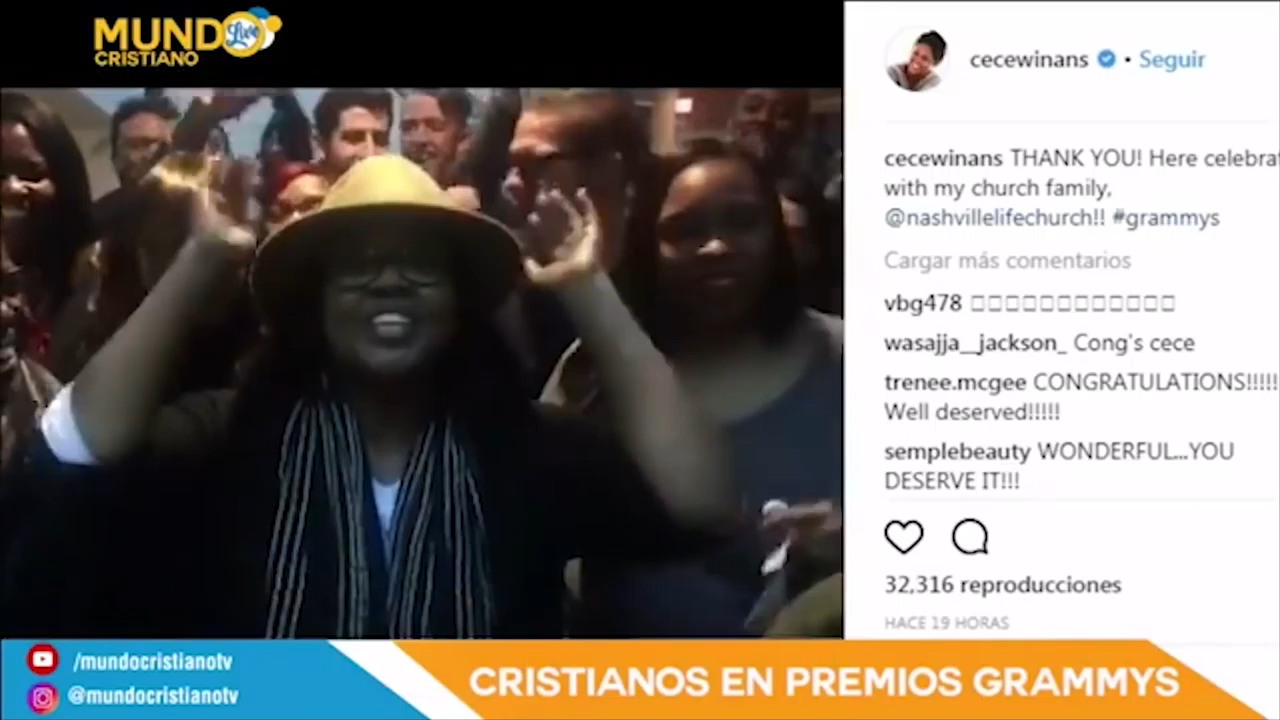 MUNDO Live
CRISTIANO
cecewinans • Seguir
cecewinans THANK YOU! Here celebrat
with my church family,
@nashvillelifechurch!! #grammys
Cargar más comentarios
vbg478 □□□□□□□□□□□□
wasajja__jackson_ Cong's cece
trenee.mcgee CONGRATULATIONS!!!!!
Well deserved!!!!!
semplebeauty WONDERFUL...YOU
DESERVE IT!!!
32,316 reproducciones
HACE 19 HORAS
/mundocristianotv
@mundocristianotv
CRISTIANOS EN PREMIOS GRAMMYS